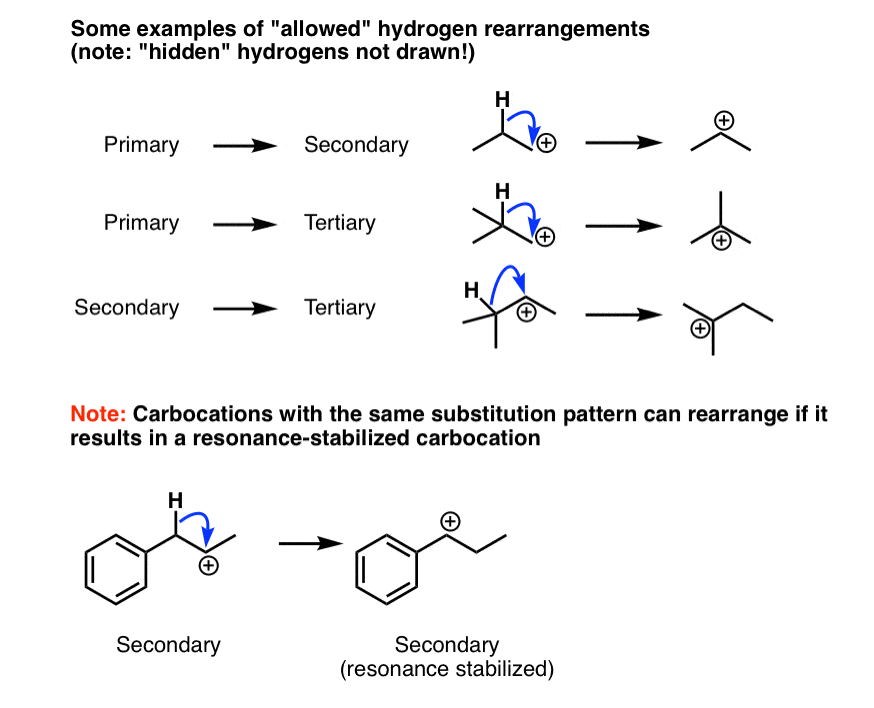 Some examples of "allowed" hydrogen rearrangements
(note: "hidden" hydrogens not drawn!)
Primary Secondary H
Primary Tertiary H
Secondary Tertiary H
Note: Carbocations with the same substitution pattern can rearrange if it
results in a resonance-stabilized carbocation
H
Secondary Secondary
(resonance stabilized)